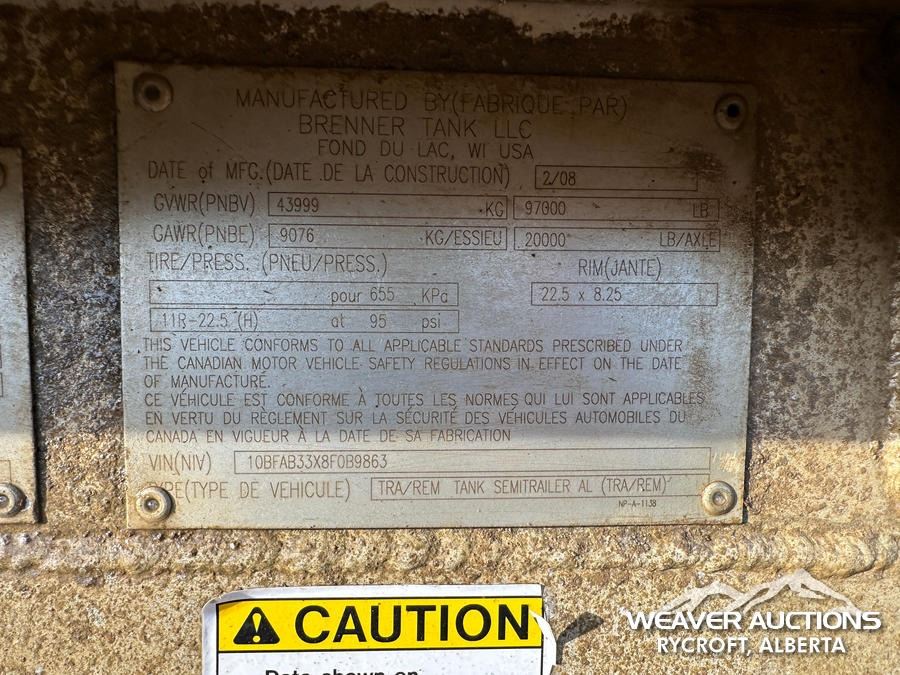 MANUFACTURED BY(FABRIQUE PAR)
BRENNER TANK LLC
FOND DU LAC, WI USA
DATE of MFG.(DATE DE LA CONSTRUCTION) 2/08
GVWR(PNBV) 43999 KG 97000 LB
GAWR(PNBE) 9076 KG/ESSIEU 20000 LB/AXLE
TIRE/PRESS. (PNEU/PRESS.) RIM(JANTE)
pour 655 KPa 22.5 x 8.25
11R-22.5 (H) at 95 psi
THIS VEHICLE CONFORMS TO ALL APPLICABLE STANDARDS PRESCRIBED UNDER
THE CANADIAN MOTOR VEHICLE SAFETY REGULATIONS IN EFFECT ON THE DATE
OF MANUFACTURE.
CE VÉHICULE EST CONFORME À TOUTES LES NORMES QUI LUI SONT APPLICABLES
EN VERTU DU RÈGLEMENT SUR LA SÉCURITÉ DES VÉHICULES AUTOMOBILES DU
CANADA EN VIGUEUR À LA DATE DE SA FABRICATION
VIN(NIV) 10BFAB33X8F0B9863
TYPE(TYPE DE VEHICULE) TRA/REM TANK SEMITRAILER AL (TRA/REM)
NP-A-1138
CAUTION
Data shown on
WEAVER AUCTIONS
RYCROFT, ALBERTA